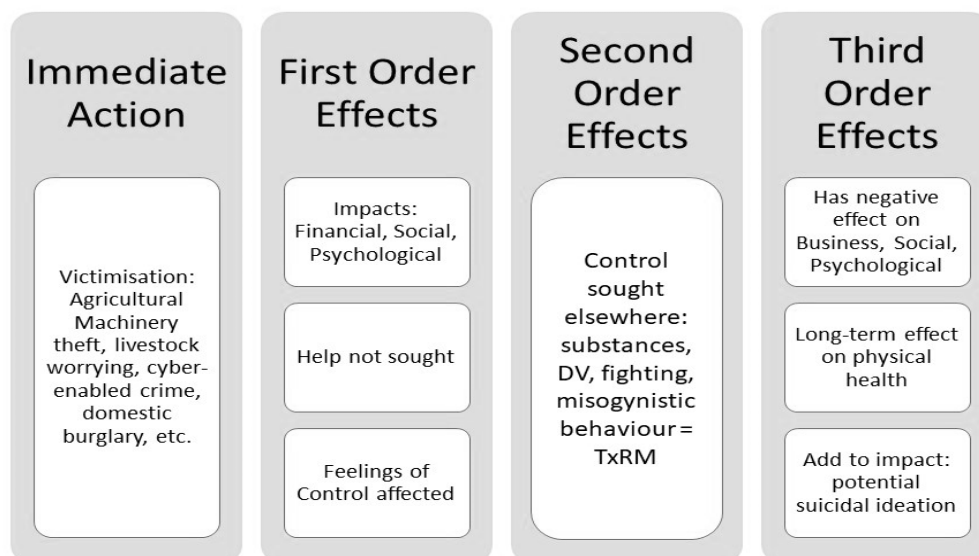 Immediate
Action
Victimisation:
Agricultural
Machinery
theft, livestock
worrying, cyber-
enabled crime,
domestic
burglary, etc.
First Order
Effects
Impacts:
Financial, Social,
Psychological
Help not sought
Feelings of
Control affected
Second
Order
Effects
Control
sought
elsewhere:
substances,
DV, fighting,
misogynistic
behaviour =
TxRM
Third
Order
Effects
Has negative
effect on
Business, Social,
Psychological
Long-term effect
on physical
health
Add to impact:
potential
suicidal ideation